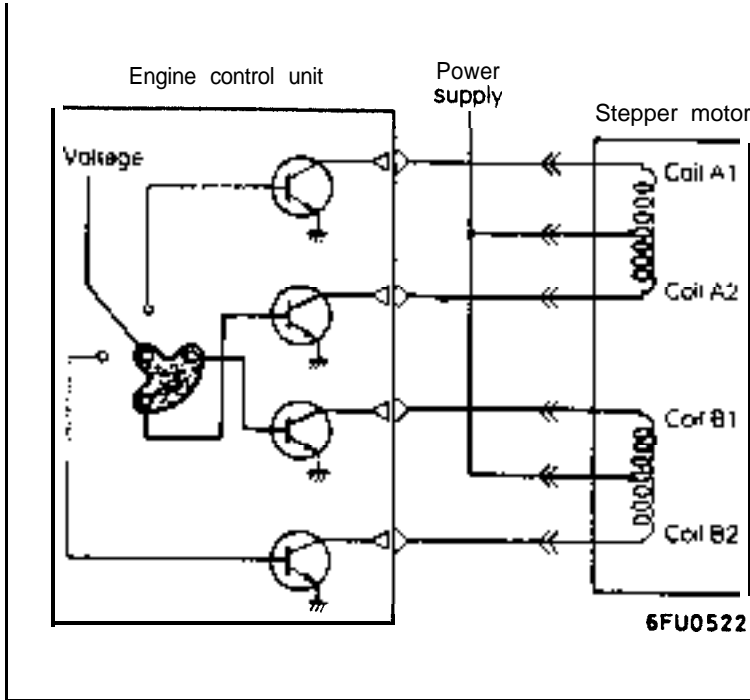 Engine control unit
Power
supply
Stepper motor
Voltage
Coil A1
Coil A2
Coil B1
Coil B2
6FU0522